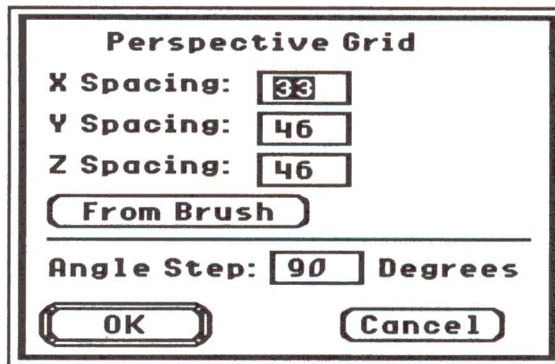 Perspective Grid
X Spacing: 33
Y Spacing: 46
Z Spacing: 46
From Brush
Angle Step: 90 Degrees
OK Cancel